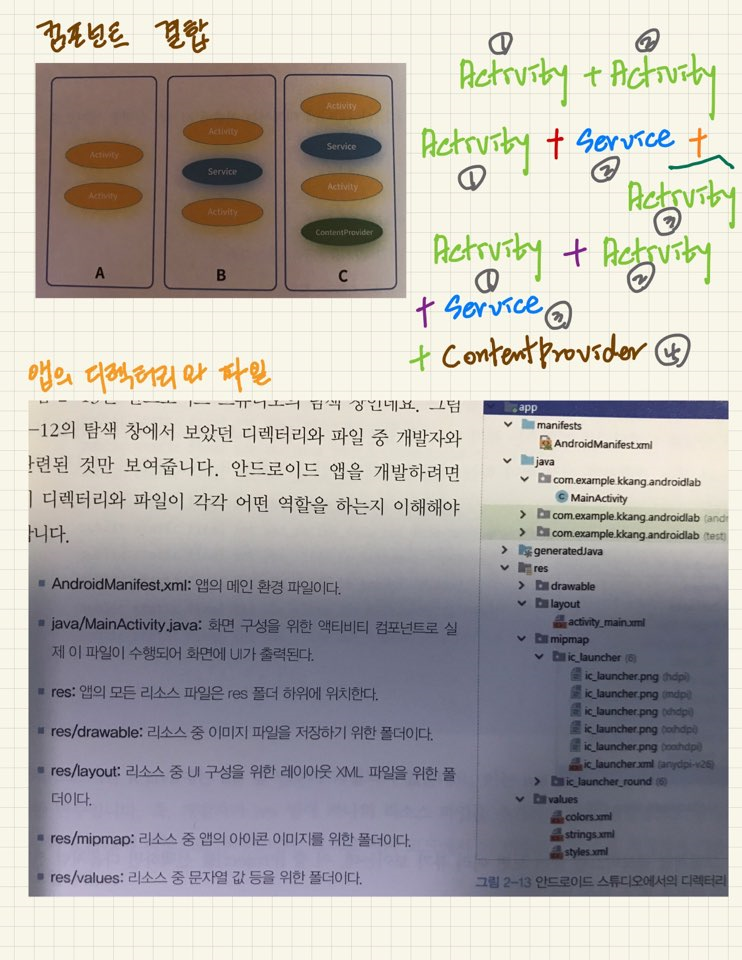 컴포넌트 결합
① ②
Activity + Activity
Activity + Service +
① ②
Activity
③
Activity + Activity
① ②
+ Service ③
+ ContentProvider ④
Activity
Activity
A
Activity
Service
Activity
B
Activity
Service
Activity
ContentProvider
C
앱의 디렉터리와 파일
-12의 탐색 창에서 보았던 디렉터리와 파일 중 개발자와
련된 것만 보여줍니다. 안드로이드 앱을 개발하려면
디렉터리와 파일이 각각 어떤 역할을 하는지 이해해야
니다.
▪ AndroidManifest.xml: 앱의 메인 환경 파일이다.
▪ java/MainActivity.java: 화면 구성을 위한 액티비티 컴포넌트로 실
제 이 파일이 수행되어 화면에 UI가 출력된다.
▪ res: 앱의 모든 리소스 파일은 res 폴더 하위에 위치한다.
▪ res/drawable: 리소스 중 이미지 파일을 저장하기 위한 폴더이다.
▪ res/layout: 리소스 중 UI 구성을 위한 레이아웃 XML 파일을 위한 폴
더이다.
▪ res/mipmap: 리소스 중 앱의 아이콘 이미지를 위한 폴더이다.
▪ res/values: 리소스 중 문자열 값 등을 위한 폴더이다.
app
manifests
AndroidManifest.xml
java
com.example.kkang.androidlab
MainActivity
com.example.kkang.androidlab (andr
com.example.kkang.androidlab (test)
generatedJava
res
drawable
layout
activity_main.xml
mipmap
ic_launcher (6)
ic_launcher.png (hdpi)
ic_launcher.png (mdpi)
ic_launcher.png (xhdpi)
ic_launcher.png (xxhdpi)
ic_launcher.png (xxxhdpi)
ic_launcher.xml (anydpi-v26)
ic_launcher_round (6)
values
colors.xml
strings.xml
styles.xml
그림 2-13 안드로이드 스튜디오에서의 디렉터리